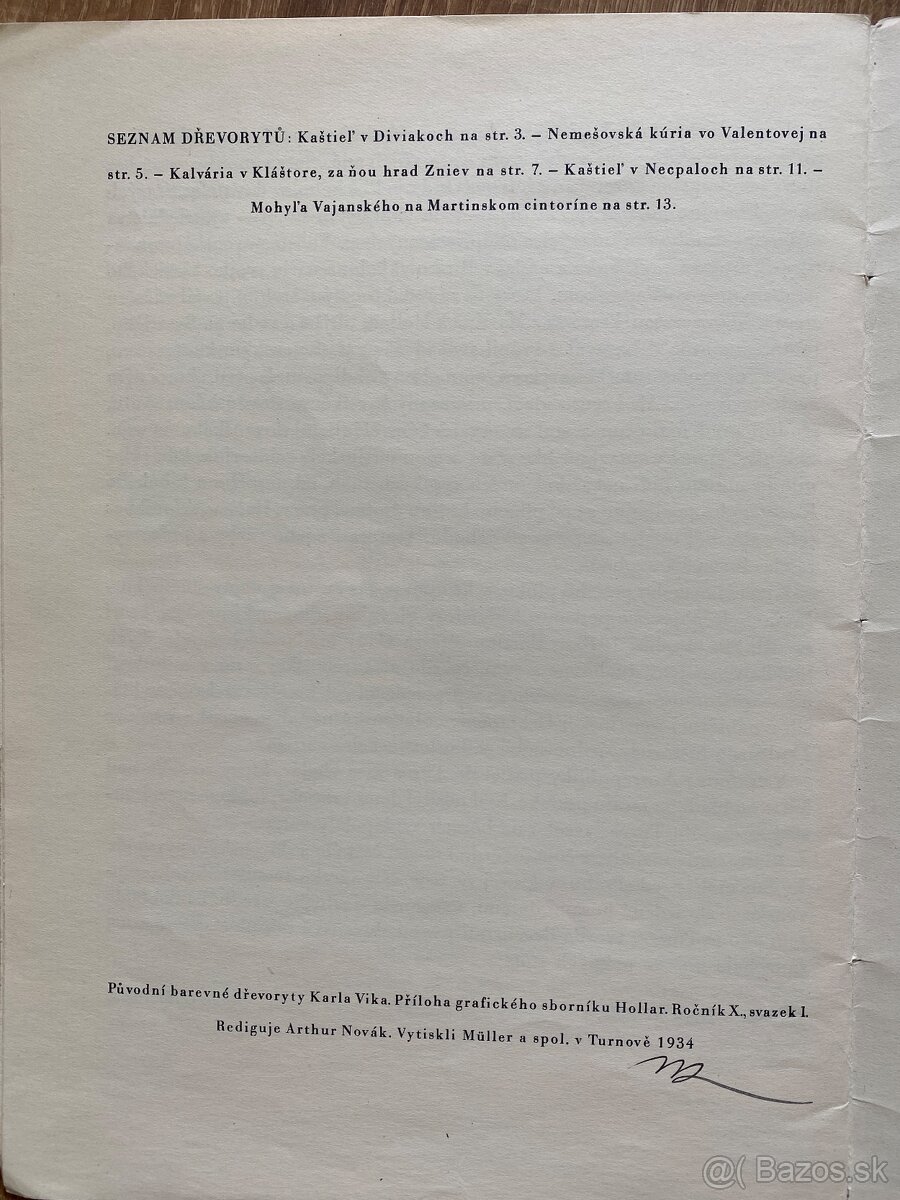 SEZNAM DŘEVORYTŮ: Kaštieľ v Diviakoch na str. 3. – Nemešovská kúria vo Valentovej na
str. 5. – Kalvária v Kláštore, za ňou hrad Zniev na str. 7. – Kaštieľ v Necpaloch na str. 11. –
Mohyľa Vajanského na Martinskom cintoríne na str. 13.
Původní barevné dřevoryty Karla Vika. Příloha grafického sborníku Hollar. Ročník X., svazek I.
Rediguje Arthur Novák. Vytiskli Müller a spol. v Turnově 1934
@( Bazos.sk